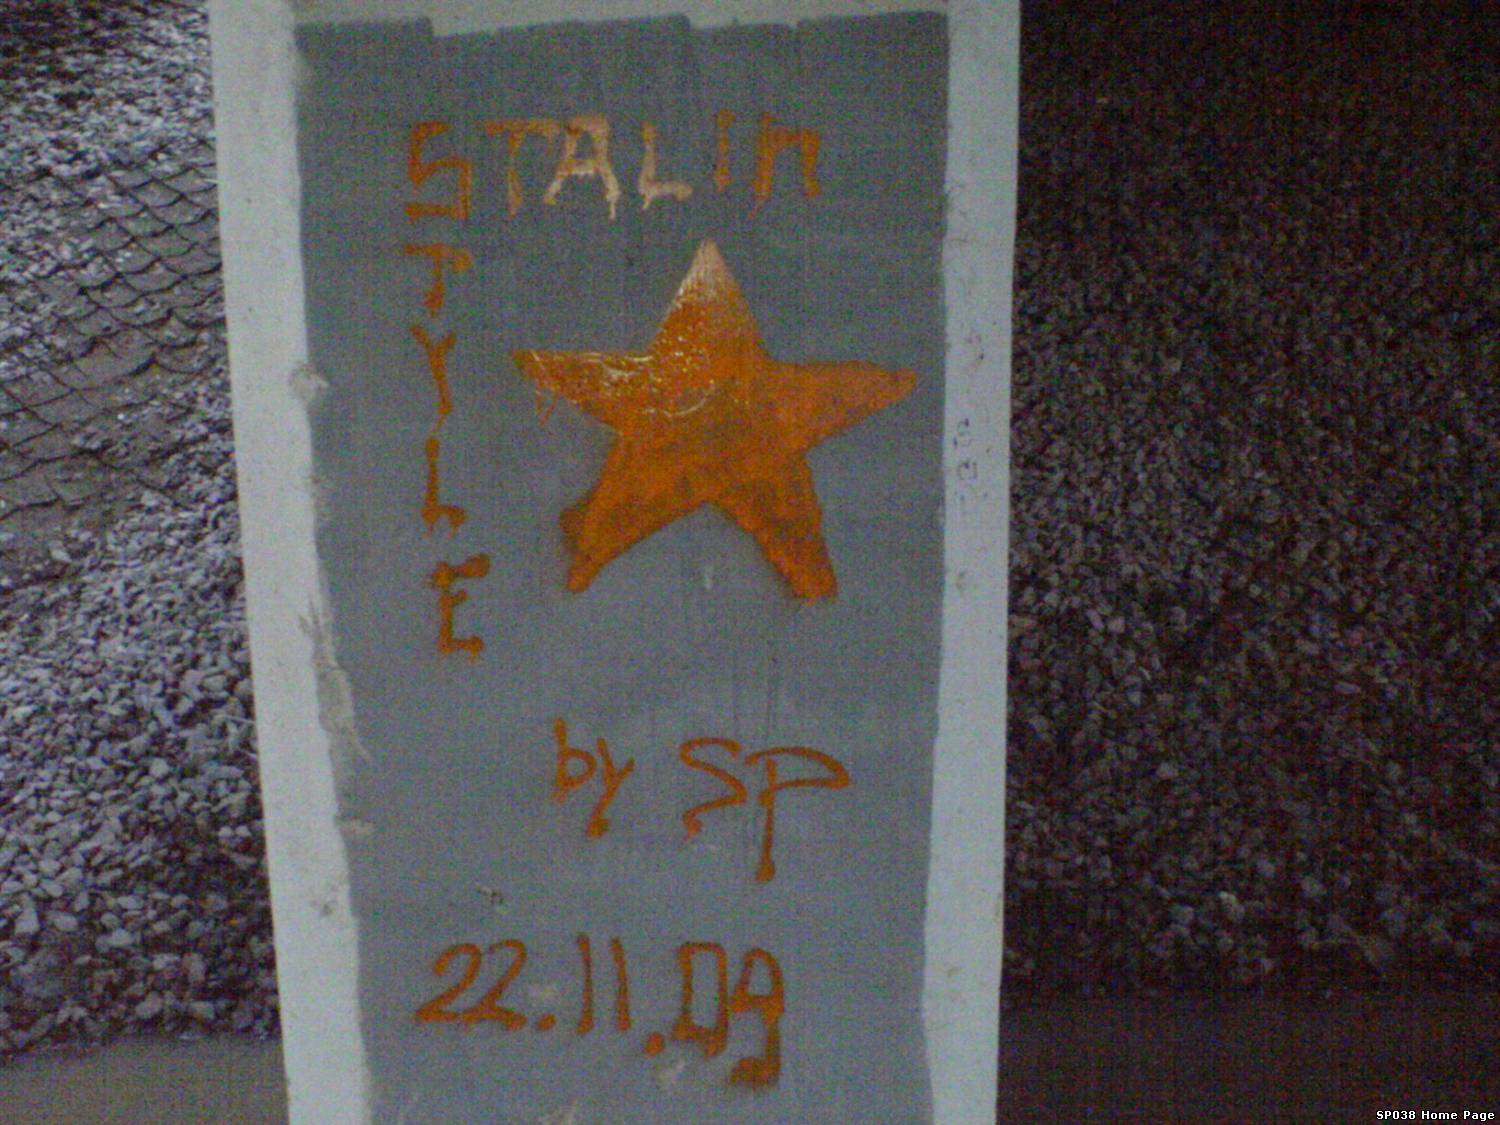 STALIN
STYLE
by SP
22.11.09
SP038 Home Page